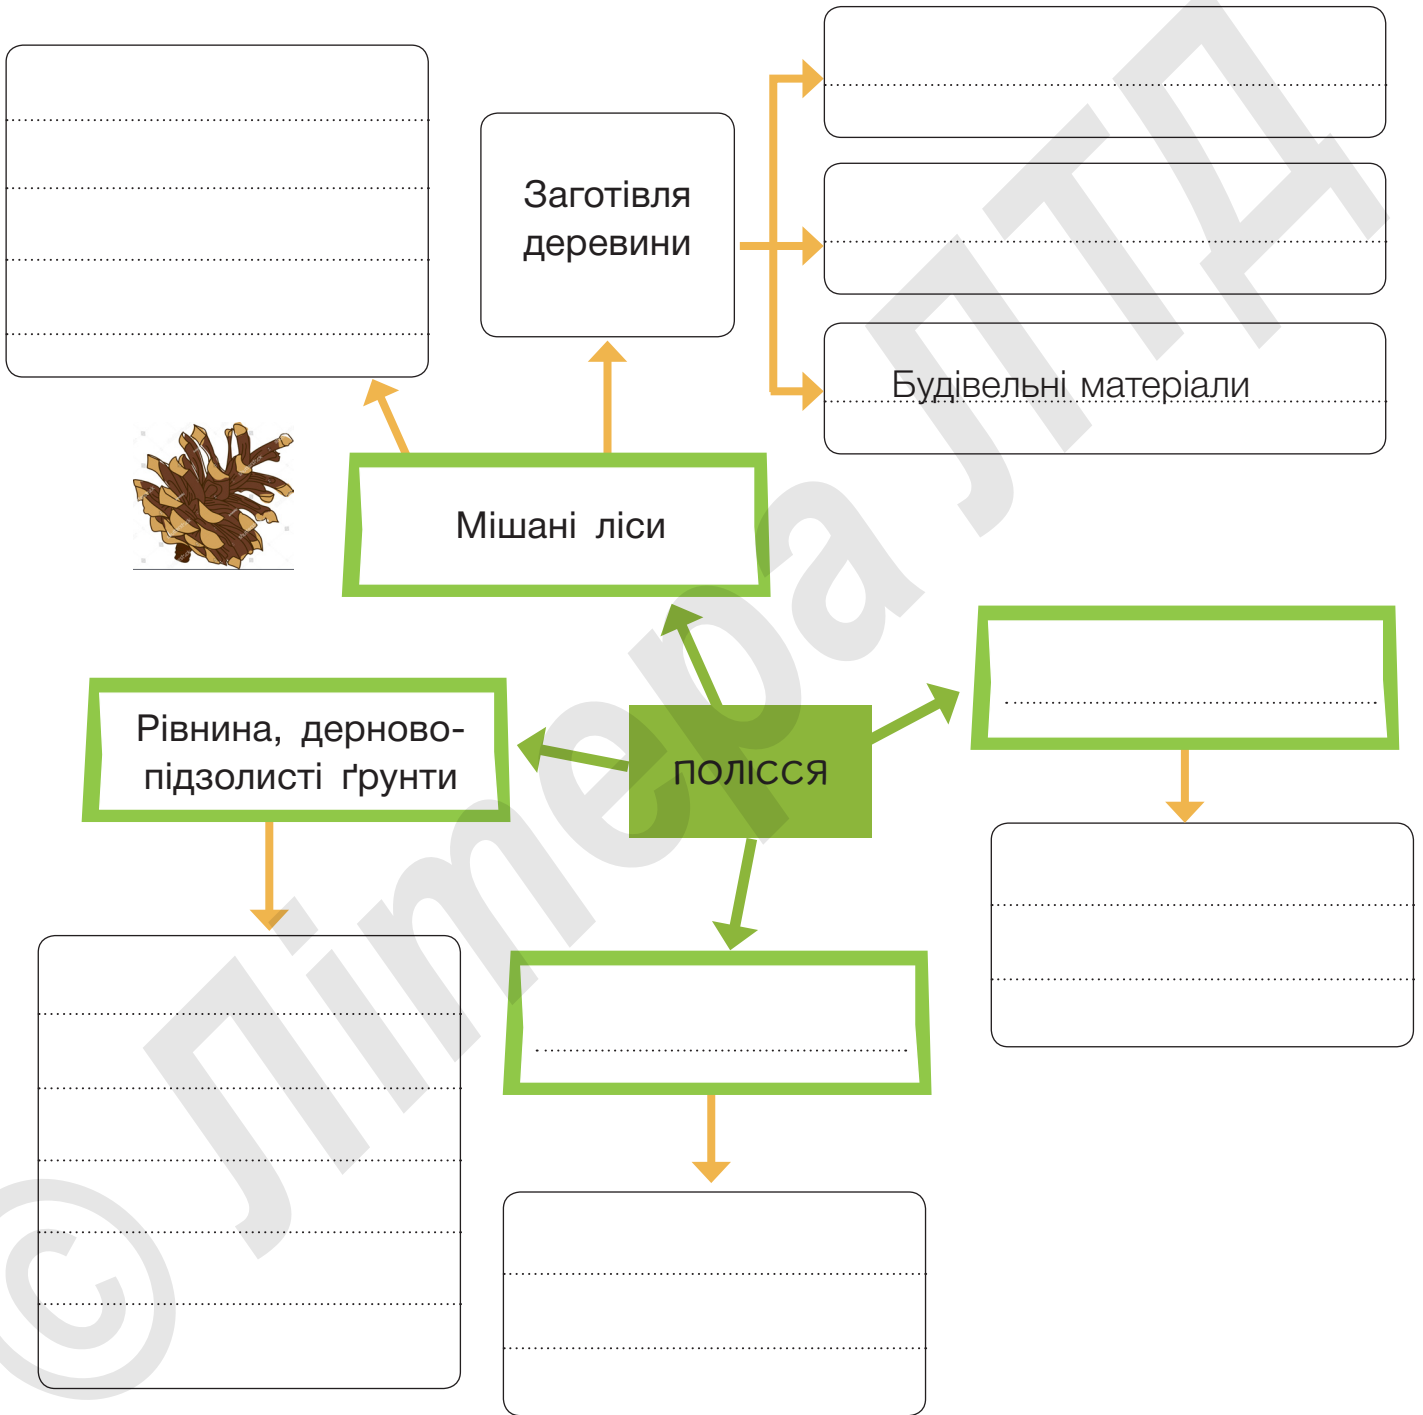 Заготівля
деревини
Будівельні матеріали
Мішані ліси
Рівнина, дерново-
підзолисті ґрунти
ПОЛІССЯ
© Літера ЛТД